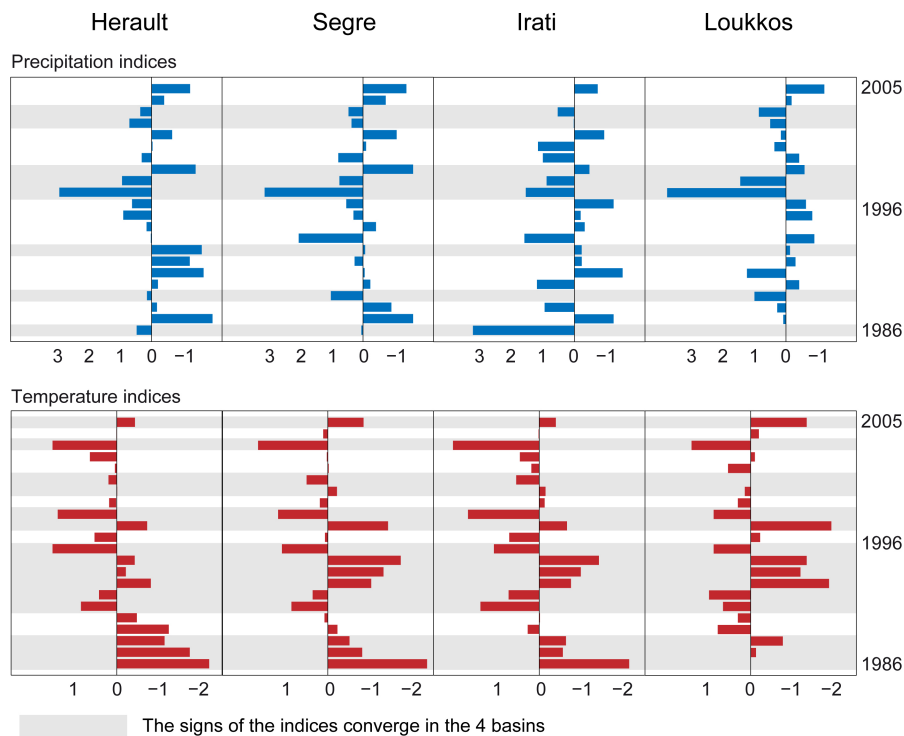 Herault Segre Irati Loukkos
Precipitation indices
2005
1996
1986
3 2 1 0 −1 3 2 1 0 −1 3 2 1 0 −1 3 2 1 0 −1
Temperature indices
2005
1996
1986
1 0 −1 −2 1 0 −1 −2 1 0 −1 −2 1 0 −1 −2
The signs of the indices converge in the 4 basins